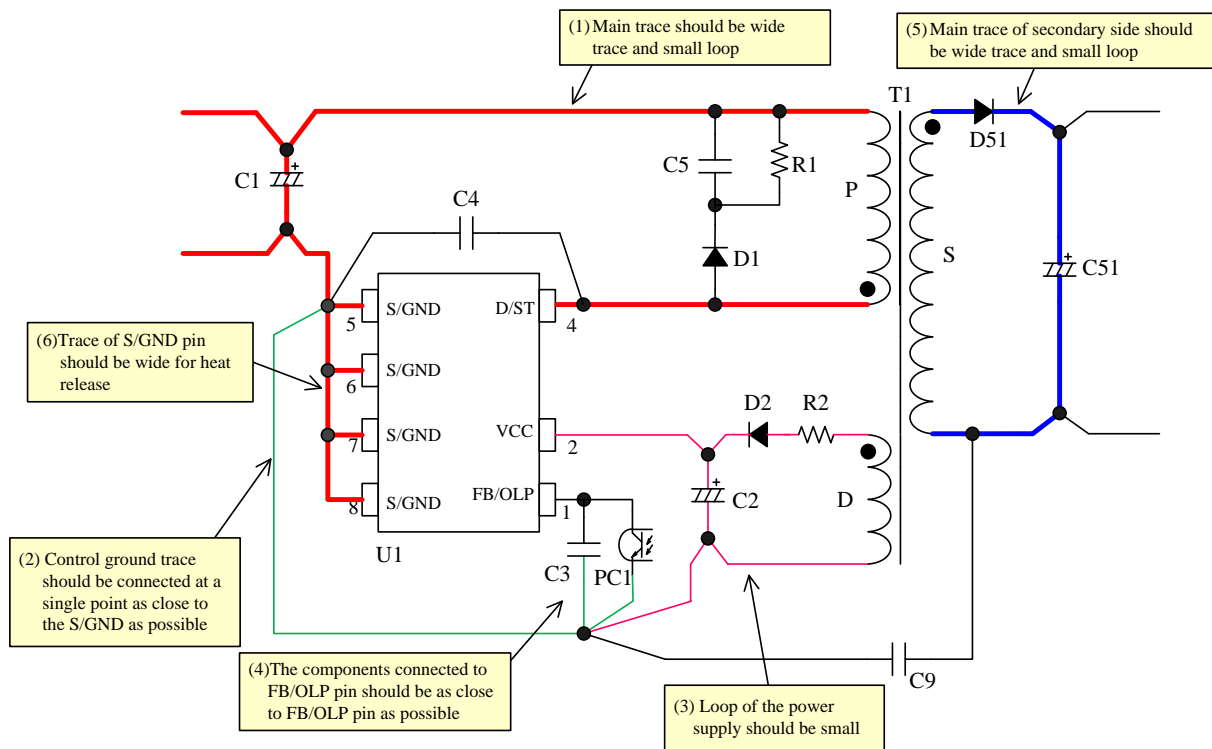 (1) Main trace should be wide
trace and small loop
(5) Main trace of secondary side should
be wide trace and small loop
T1
D51
C1
+
C4
C5
R1
P
D1
S
+
C51
S/GND
D/ST
5
4
(6)Trace of S/GND pin
should be wide for heat
release
S/GND
6
D2
R2
S/GND
VCC
7
2
+
C2
D
S/GND
FB/OLP
8
1
U1
C3
PC1
(2) Control ground trace
should be connected at a
single point as close to
the S/GND as possible
(4)The components connected to
FB/OLP pin should be as close
to FB/OLP pin as possible
C9
(3) Loop of the power
supply should be small